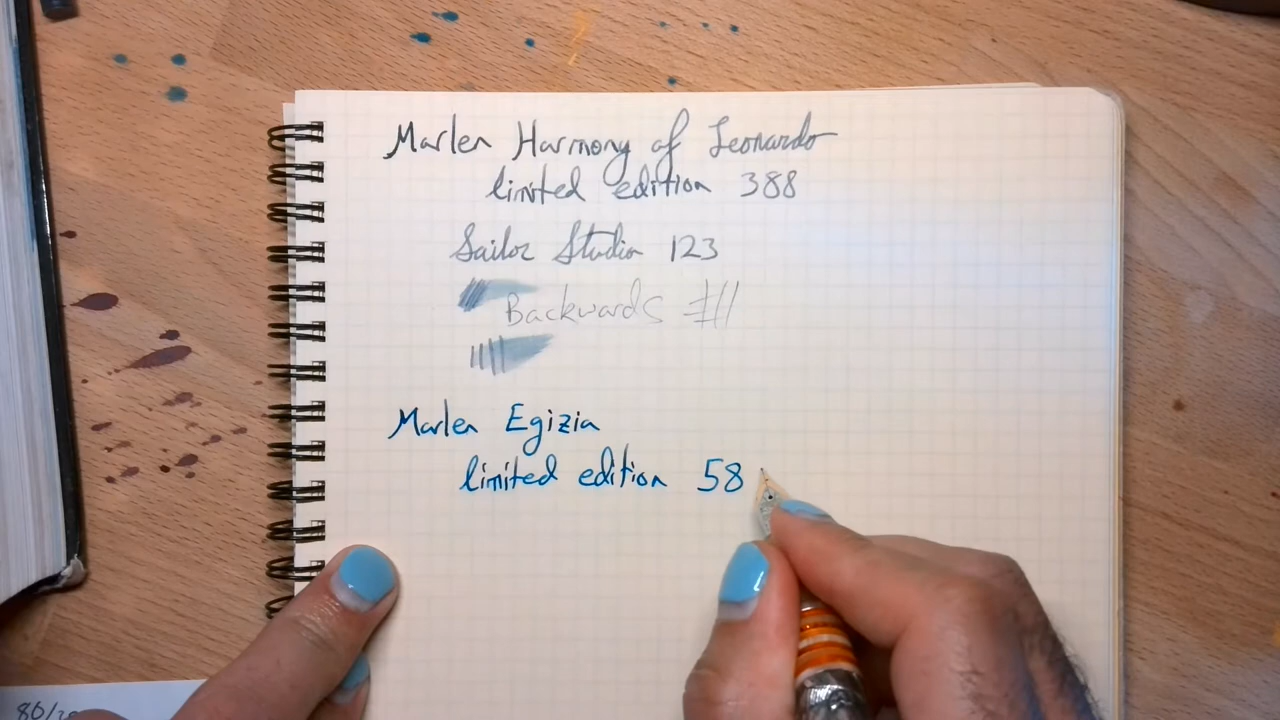 Marlen Harmony of Leonardo
limited edition 388
Sailor Studio 123
Backwards #11
Marlen Egizia
limited edition 58